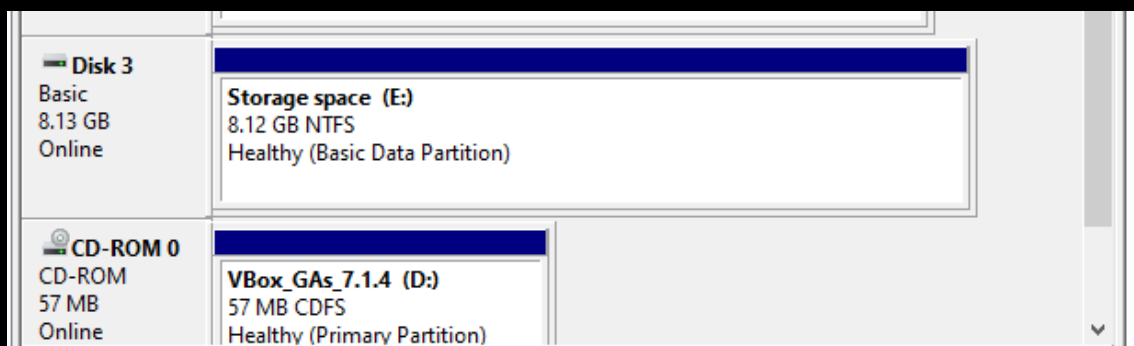 Disk 3
Basic
8.13 GB
Online
Storage space (E:)
8.12 GB NTFS
Healthy (Basic Data Partition)
CD-ROM 0
CD-ROM
57 MB
Online
VBox_GAs_7.1.4 (D:)
57 MB CDFS
Healthy (Primary Partition)